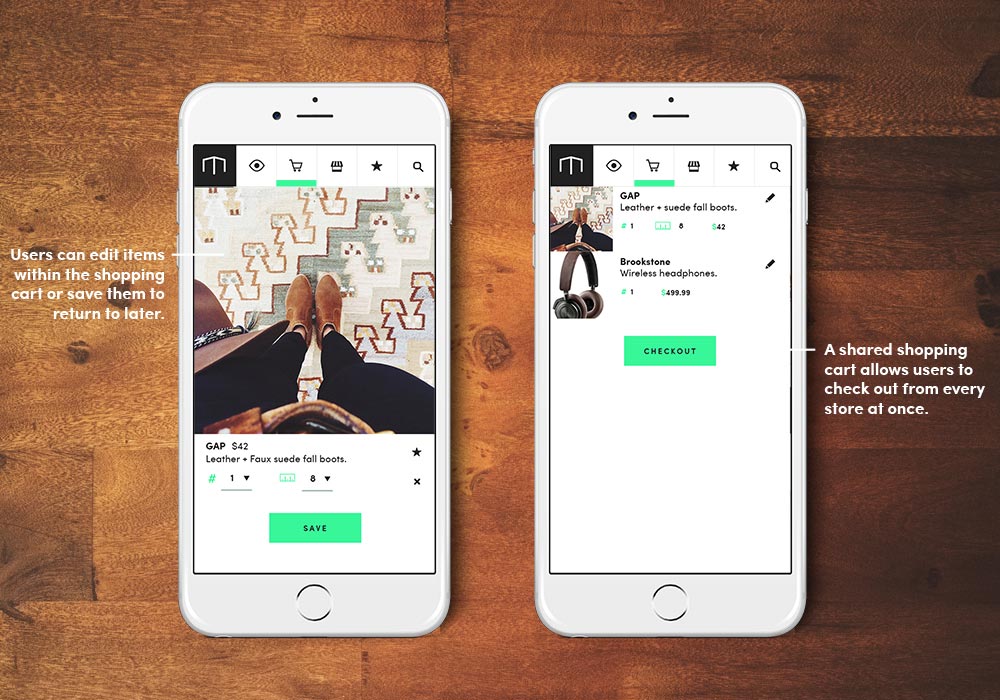 Users can edit items
within the shopping
cart or save them to
return to later.
GAP $42
Leather + Faux suede fall boots.
# 1 8
SAVE
GAP
Leather + suede fall boots.
# 1 8 $42
Brookstone
Wireless headphones.
# 1 $499.99
CHECKOUT
A shared shopping
cart allows users to
check out from every
store at once.